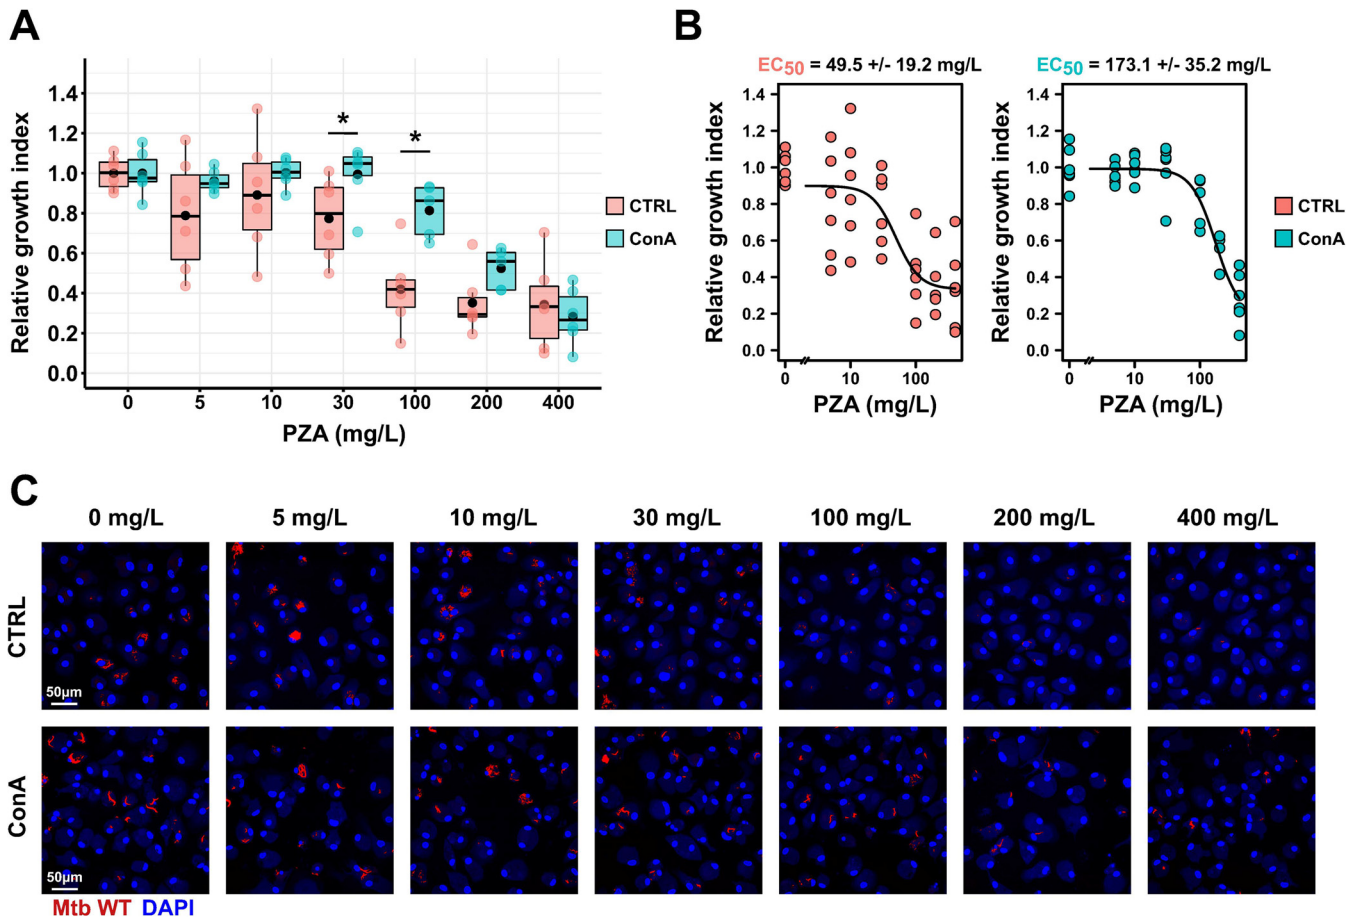 A
Relative growth index
1.4
1.2
1.0
0.8
0.6
0.4
0.2
0.0
*
*
0 5 10 30 100 200 400
PZA (mg/L)
CTRL
ConA
B
EC50 = 49.5 +/- 19.2 mg/L
Relative growth index
1.4
1.2
1.0
0.8
0.6
0.4
0.2
0.0
0 10 100
PZA (mg/L)
EC50 = 173.1 +/- 35.2 mg/L
Relative growth index
1.4
1.2
1.0
0.8
0.6
0.4
0.2
0.0
0 10 100
PZA (mg/L)
CTRL
ConA
C
0 mg/L 5 mg/L 10 mg/L 30 mg/L 100 mg/L 200 mg/L 400 mg/L
CTRL
50µm
ConA
50µm
Mtb WT DAPI